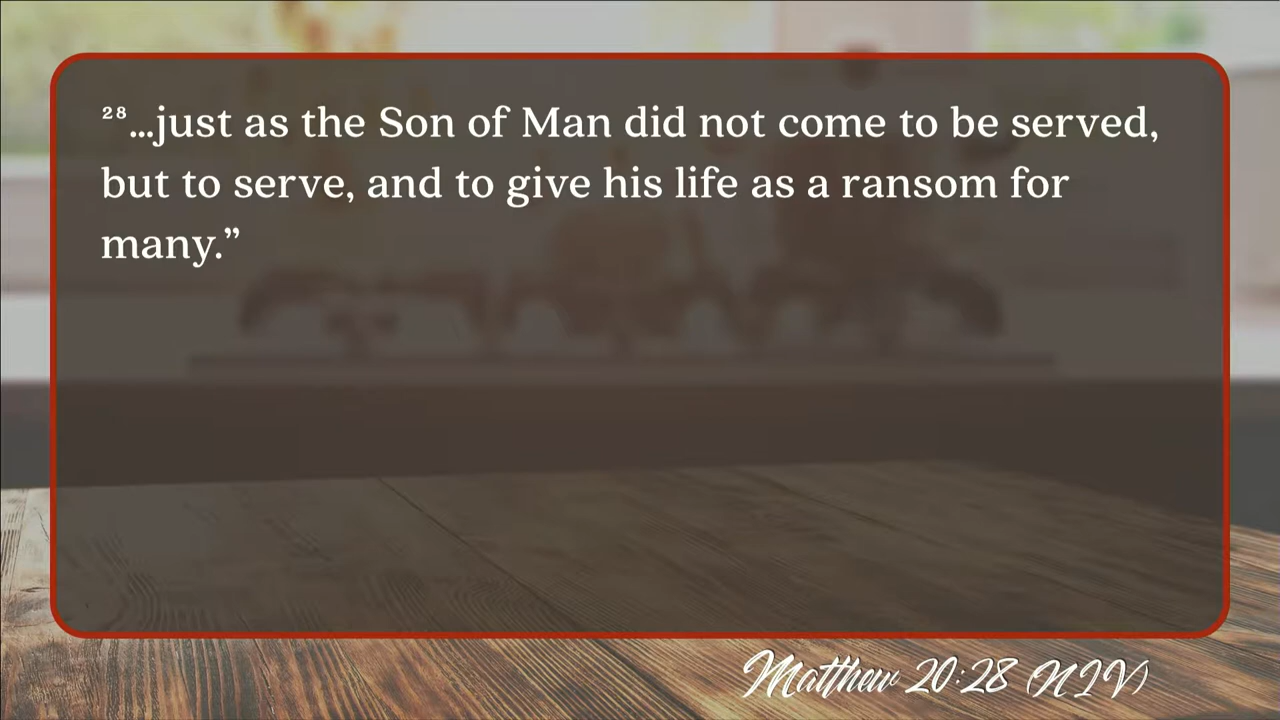 ²⁸...just as the Son of Man did not come to be served,
but to serve, and to give his life as a ransom for
many.”
Matthew 20:28 (NIV)